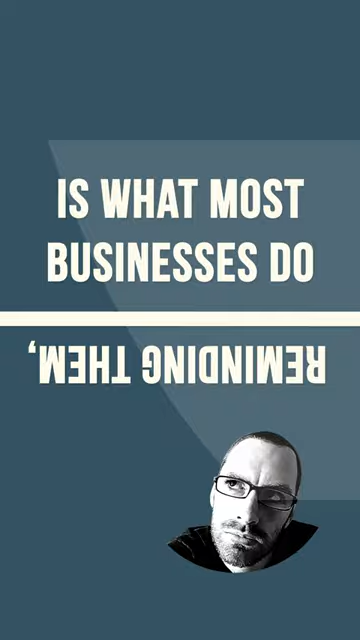 IS WHAT MOST
BUSINESSES DO
REMINDING THEM,